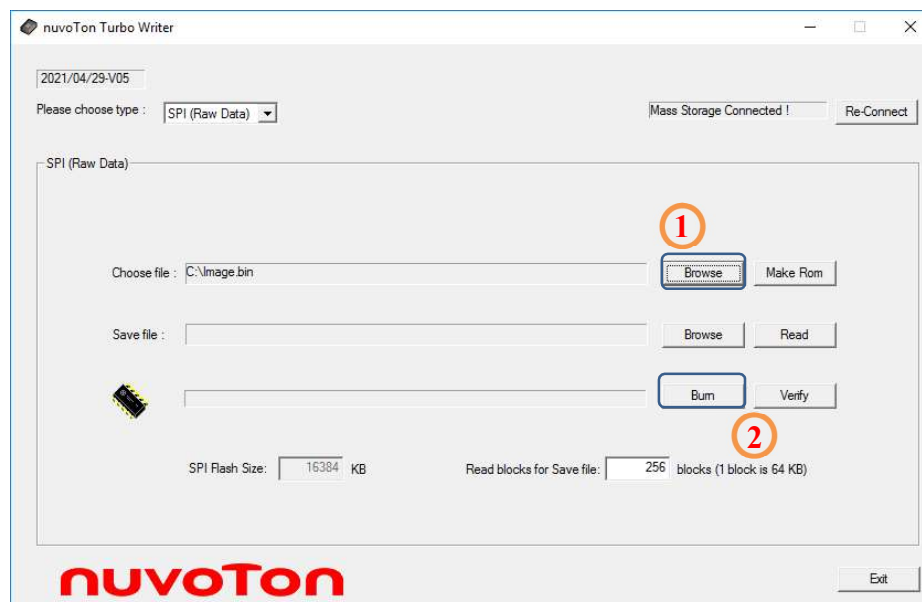 nuvoTon Turbo Writer
2021/04/29-V05
Please choose type : SPI (Raw Data) Mass Storage Connected ! Re-Connect
SPI (Raw Data)
1
Choose file : C:\Image.bin Browse Make Rom
Save file : Browse Read
Burn Verify
2
SPI Flash Size: 16384 KB Read blocks for Save file: 256 blocks (1 block is 64 KB)
nuvoTon
Exit